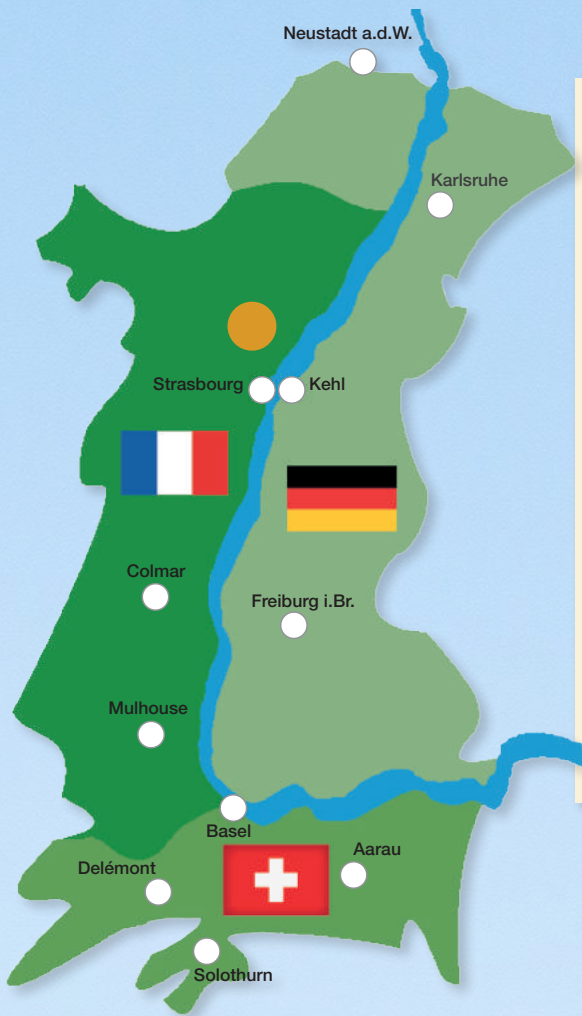 Neustadt a.d.W.
Karlsruhe
Strasbourg
Kehl
Colmar
Freiburg i.Br.
Mulhouse
Basel
Aarau
Delémont
Solothurn